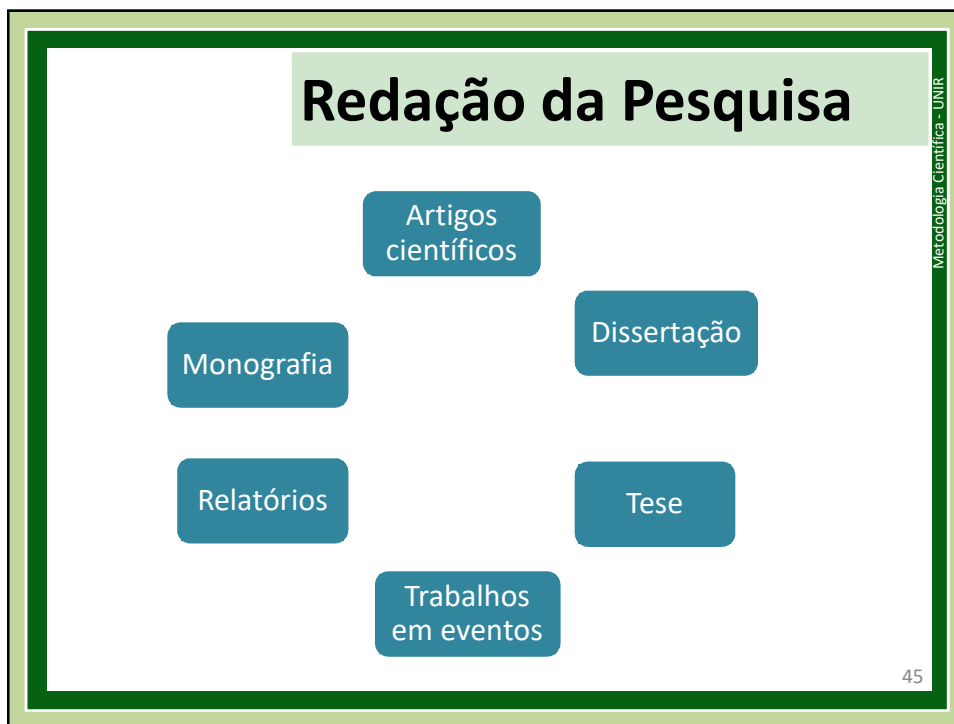 Redação da Pesquisa
Metodologia Científica - UNIR
Artigos
científicos
Dissertação
Monografia
Relatórios
Tese
Trabalhos
em eventos
45